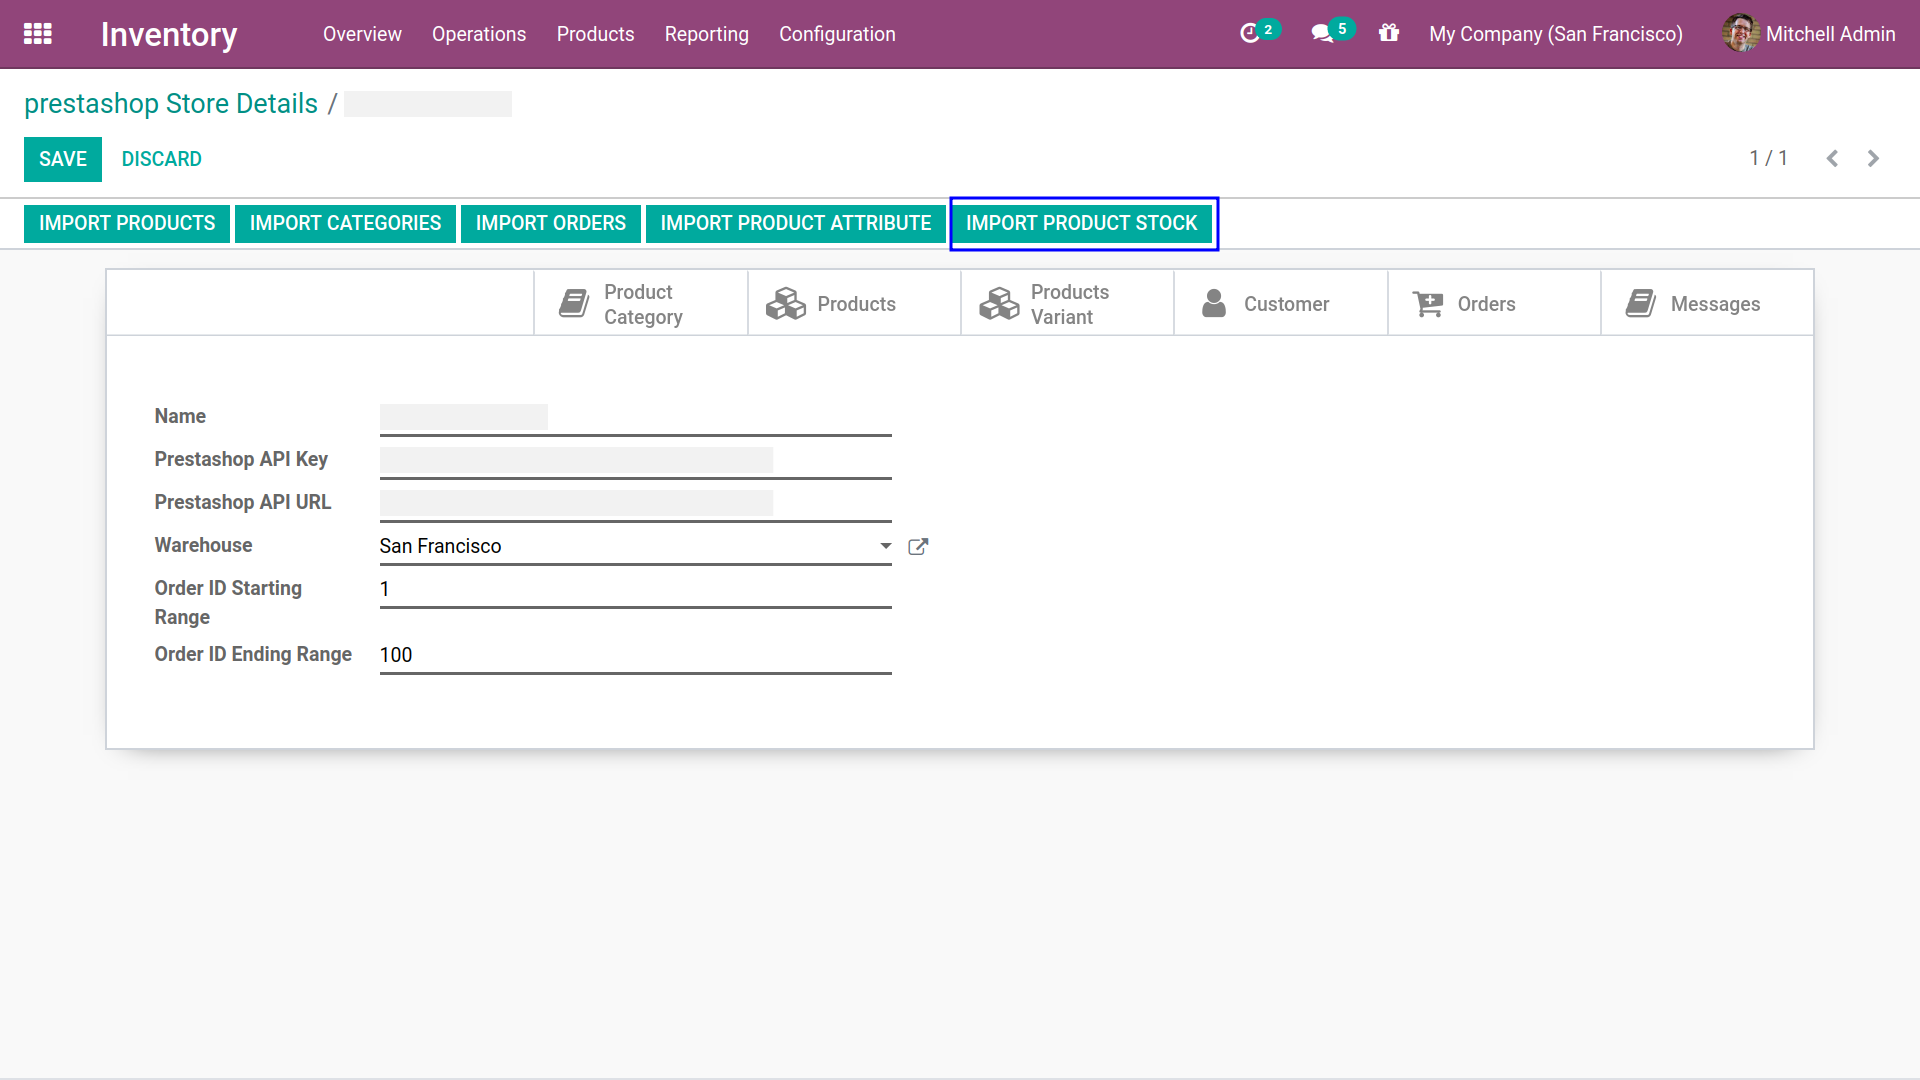 Inventory Overview Operations Products Reporting Configuration 2 5 My Company (San Francisco) Mitchell Admin
prestashop Store Details /
SAVE DISCARD 1 / 1
IMPORT PRODUCTS IMPORT CATEGORIES IMPORT ORDERS IMPORT PRODUCT ATTRIBUTE IMPORT PRODUCT STOCK
Product
Category
Products
Products
Variant
Customer
Orders
Messages
Name
Prestashop API Key
Prestashop API URL
Warehouse San Francisco
Order ID Starting 1
Range
Order ID Ending Range 100